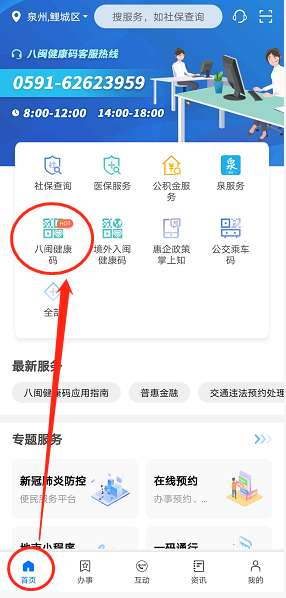 泉州,鲤城区
搜服务，如社保查询
八闽健康码客服热线
0591-62623959
8:00-12:00 14:00-18:00
社保查询
医保服务
公积金服
务
泉服务
HOT
八闽健康
码
境外入闽
健康码
惠企政策
掌上知
公交乘车
码
全部
最新服务
八闽健康码应用指南
普惠金融
交通违法预约处理
专题服务
新冠肺炎防控
便民服务平台
在线预约
办事预约、...
地市小程序
一码通行
首页
办事
互动
资讯
我的